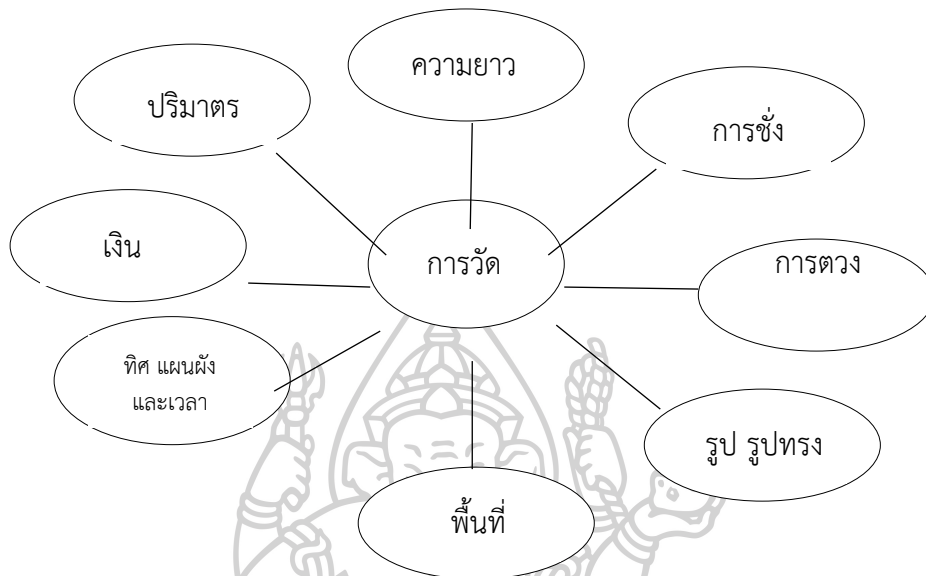 ความยาว
ปริมาตร
การชั่ง
เงิน
การวัด
การตวง
ทิศ แผนผัง
และเวลา
รูป รูปทรง
พื้นที่